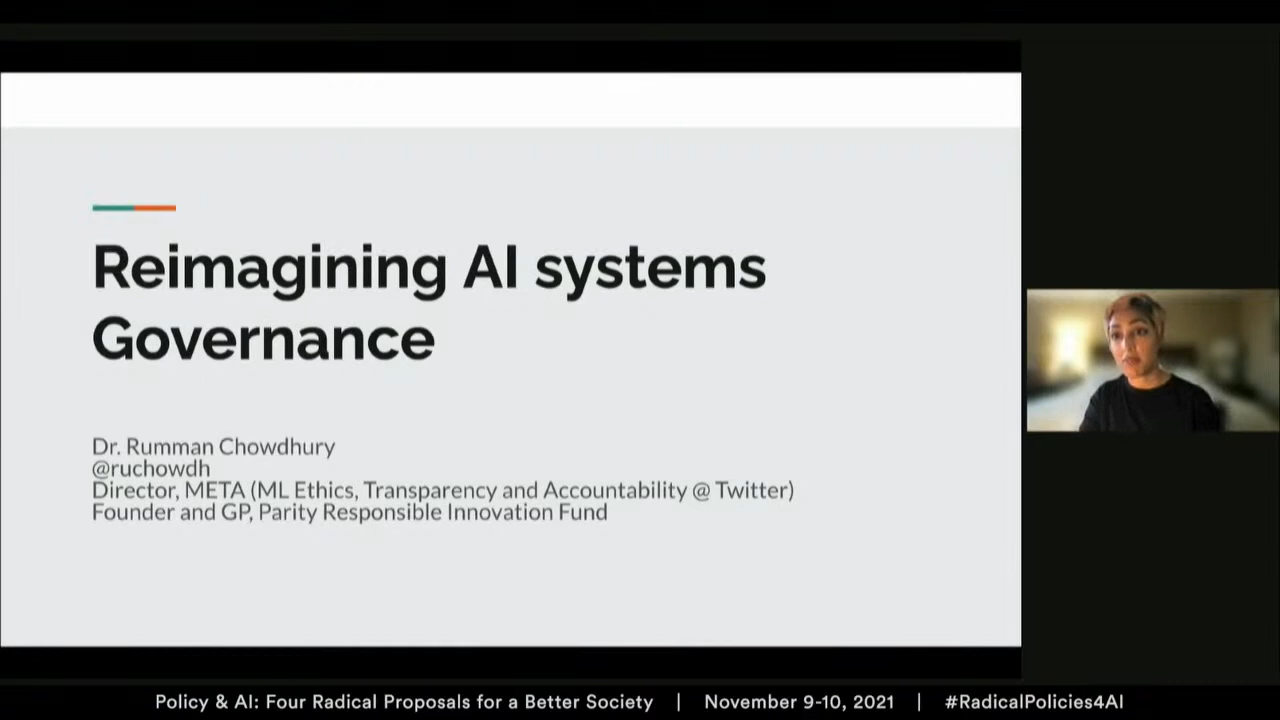 Reimagining AI systems
Governance
Dr. Rumman Chowdhury
@ruchowdh
Director, META (ML Ethics, Transparency and Accountability @ Twitter)
Founder and GP, Parity Responsible Innovation Fund
Policy & AI: Four Radical Proposals for a Better Society | November 9-10, 2021 | #RadicalPolicies4AI